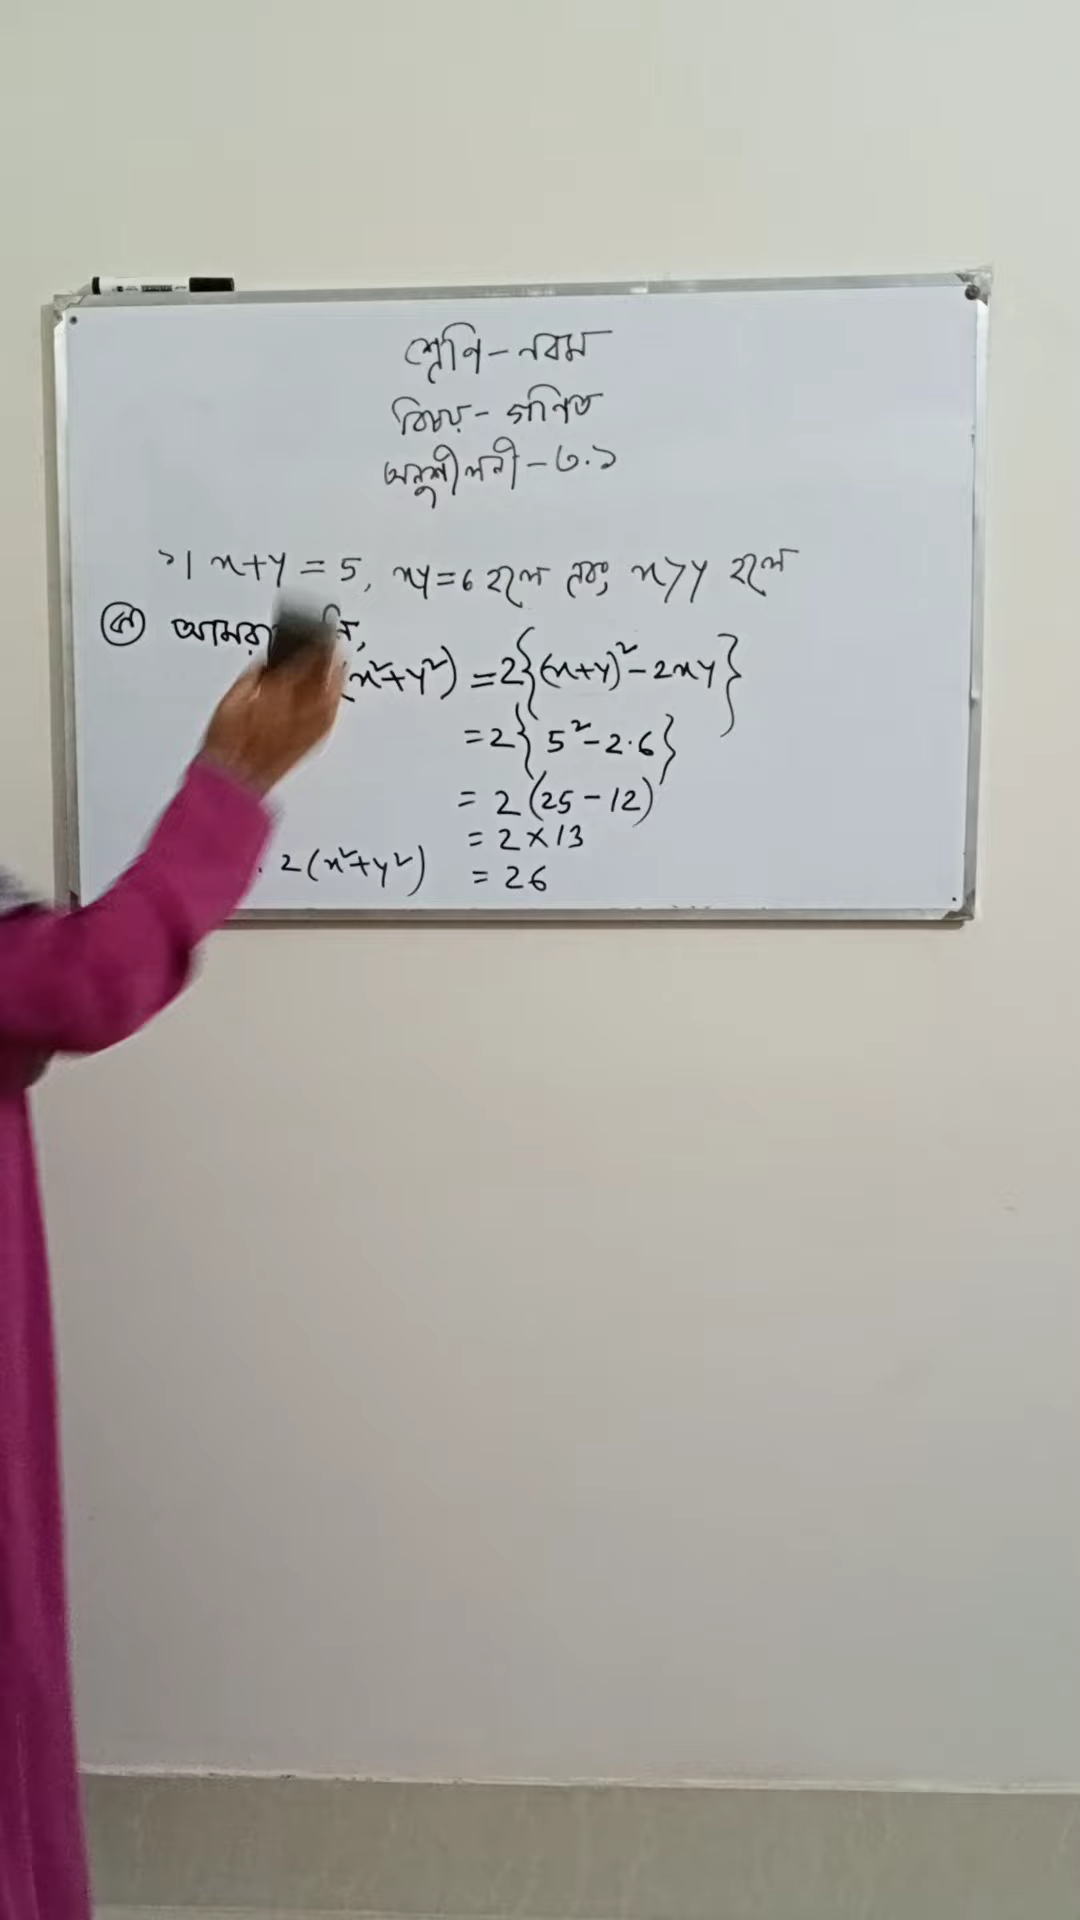 শ্রেণি - নবম
বিষয় - গণিত
অনুশীলনী - ৩.১
১। x+y = 5, xy = 6 হলে এবং x>y হলে
ক আমরা
(x²+y²) = 2{(x+y)² - 2xy}
= 2{5² - 2·6}
= 2(25 - 12)
= 2 × 13
2(x²+y²) = 26